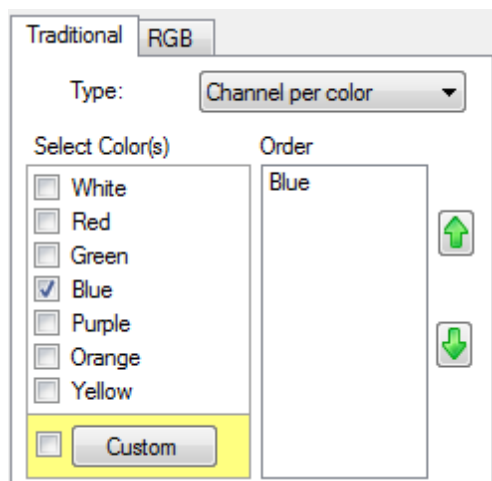 Traditional RGB
Type: Channel per color
Select Color(s) Order
White Blue
Red
Green
Blue
Purple
Orange
Yellow
Custom